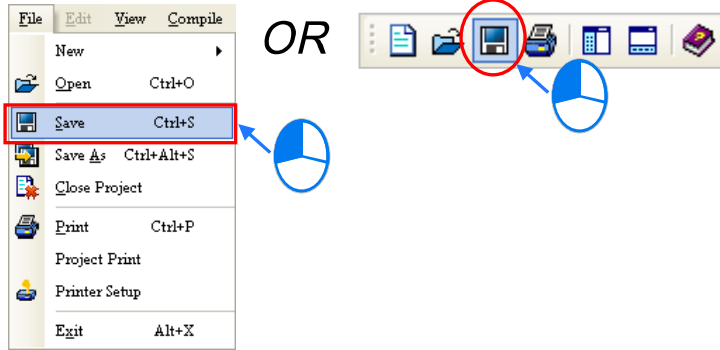 File Edit View Compile
New
Open Ctrl+O
Save Ctrl+S
Save As Ctrl+Alt+S
Close Project
Print Ctrl+P
Project Print
Printer Setup
Exit Alt+X
OR